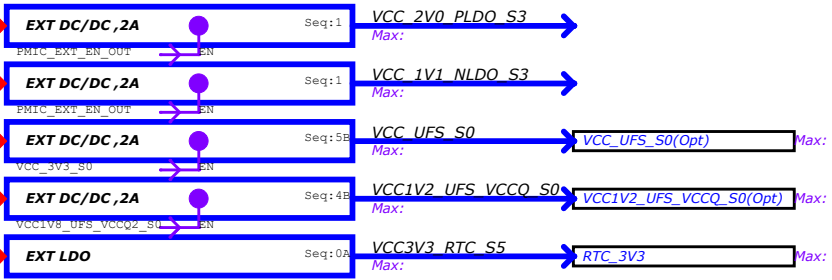 EXT DC/DC ,2A Seq:1 VCC_2V0_PLDO_S3
Max:
PMIC_EXT_EN_OUT EN
EXT DC/DC ,2A Seq:1 VCC_1V1_NLDO_S3
Max:
PMIC_EXT_EN_OUT EN
EXT DC/DC ,2A Seq:5B VCC_UFS_S0 VCC_UFS_S0(Opt) Max:
Max:
VCC_3V3_S0 EN
EXT DC/DC ,2A Seq:4B VCC1V2_UFS_VCCQ_S0 VCC1V2_UFS_VCCQ_S0(Opt) Max:
Max:
VCC1V8_UFS_VCCQ2_S0 EN
EXT LDO Seq:0A VCC3V3_RTC_S5 RTC_3V3 Max:
Max: